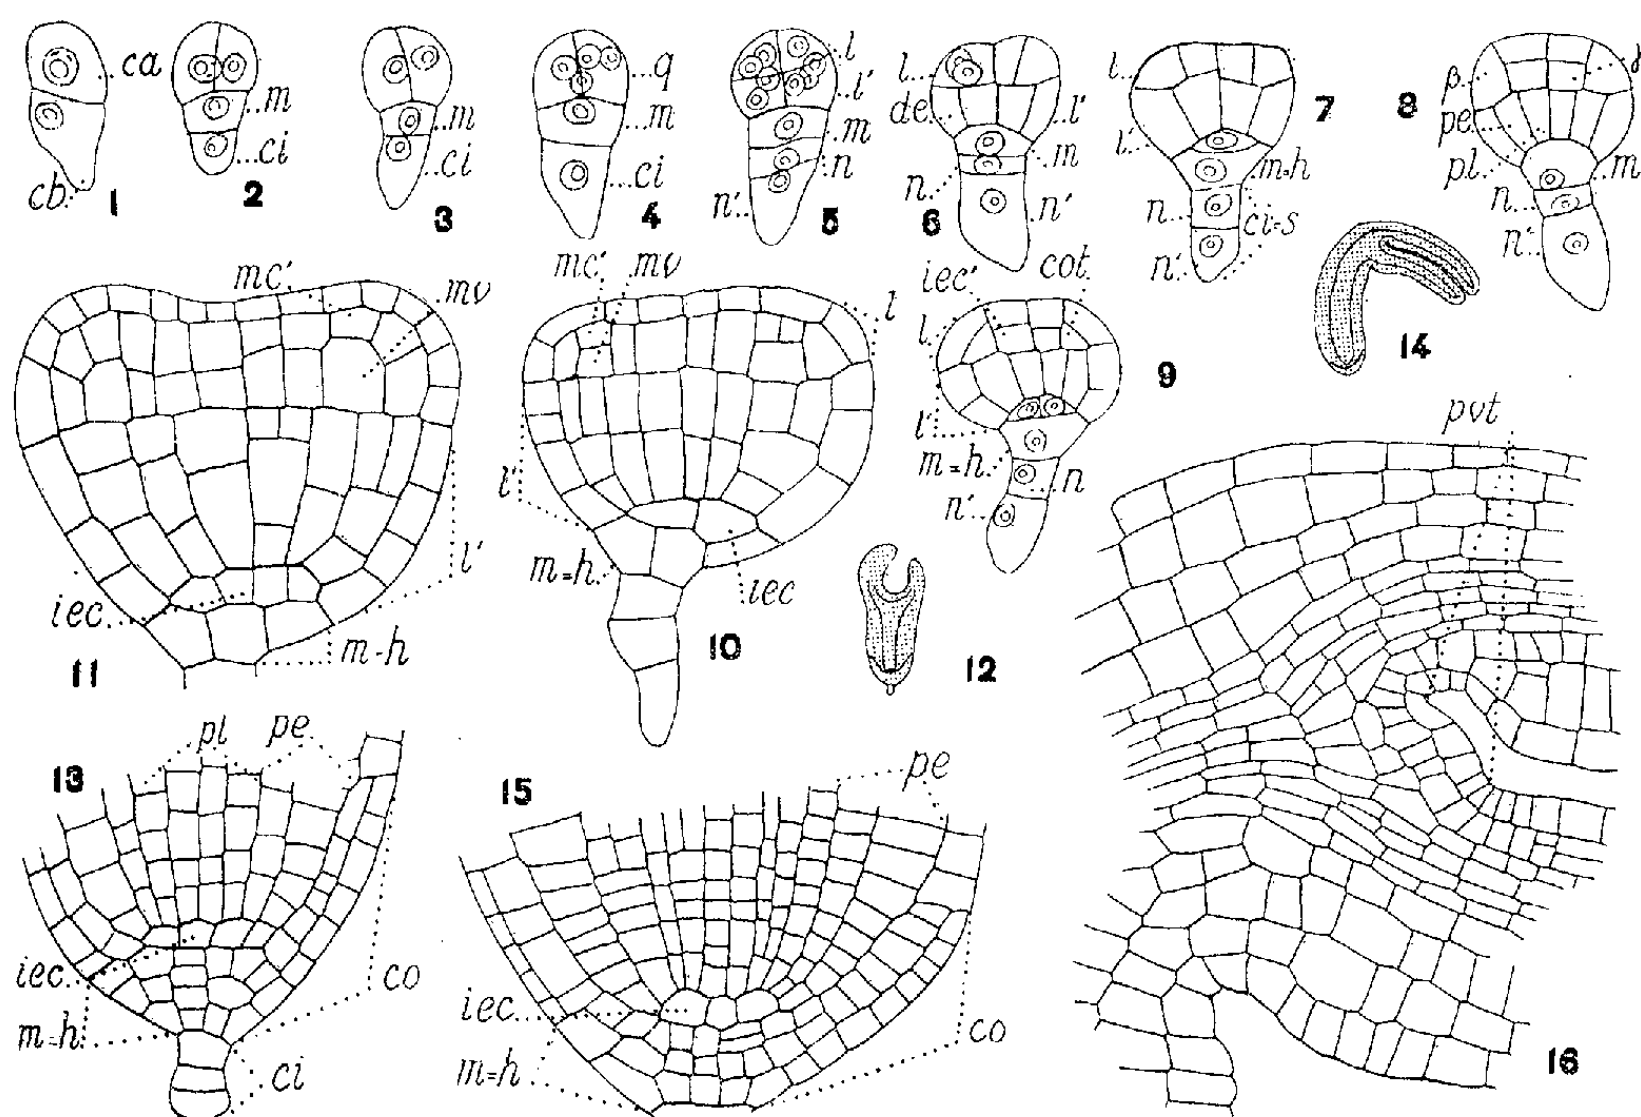 ca
cb
1
m
ci
2
m
ci
3
q
m
ci
4
l
l'
m
n
n'
5
l
de
l'
m
n
n'
6
l
l'
m=h
n
ci=s
n'
7
β
pe
pl
m
n
n'
8
mc'
mv
l'
iec
m-h
11
mc'
mv
l
l'
m=h
iec
10
iec'
cot
l
l'
m=h
n
n'
9
14
12
pvt
16
pl
pe
13
iec
m=h
co
ci
15
pe
iec
m=h
co